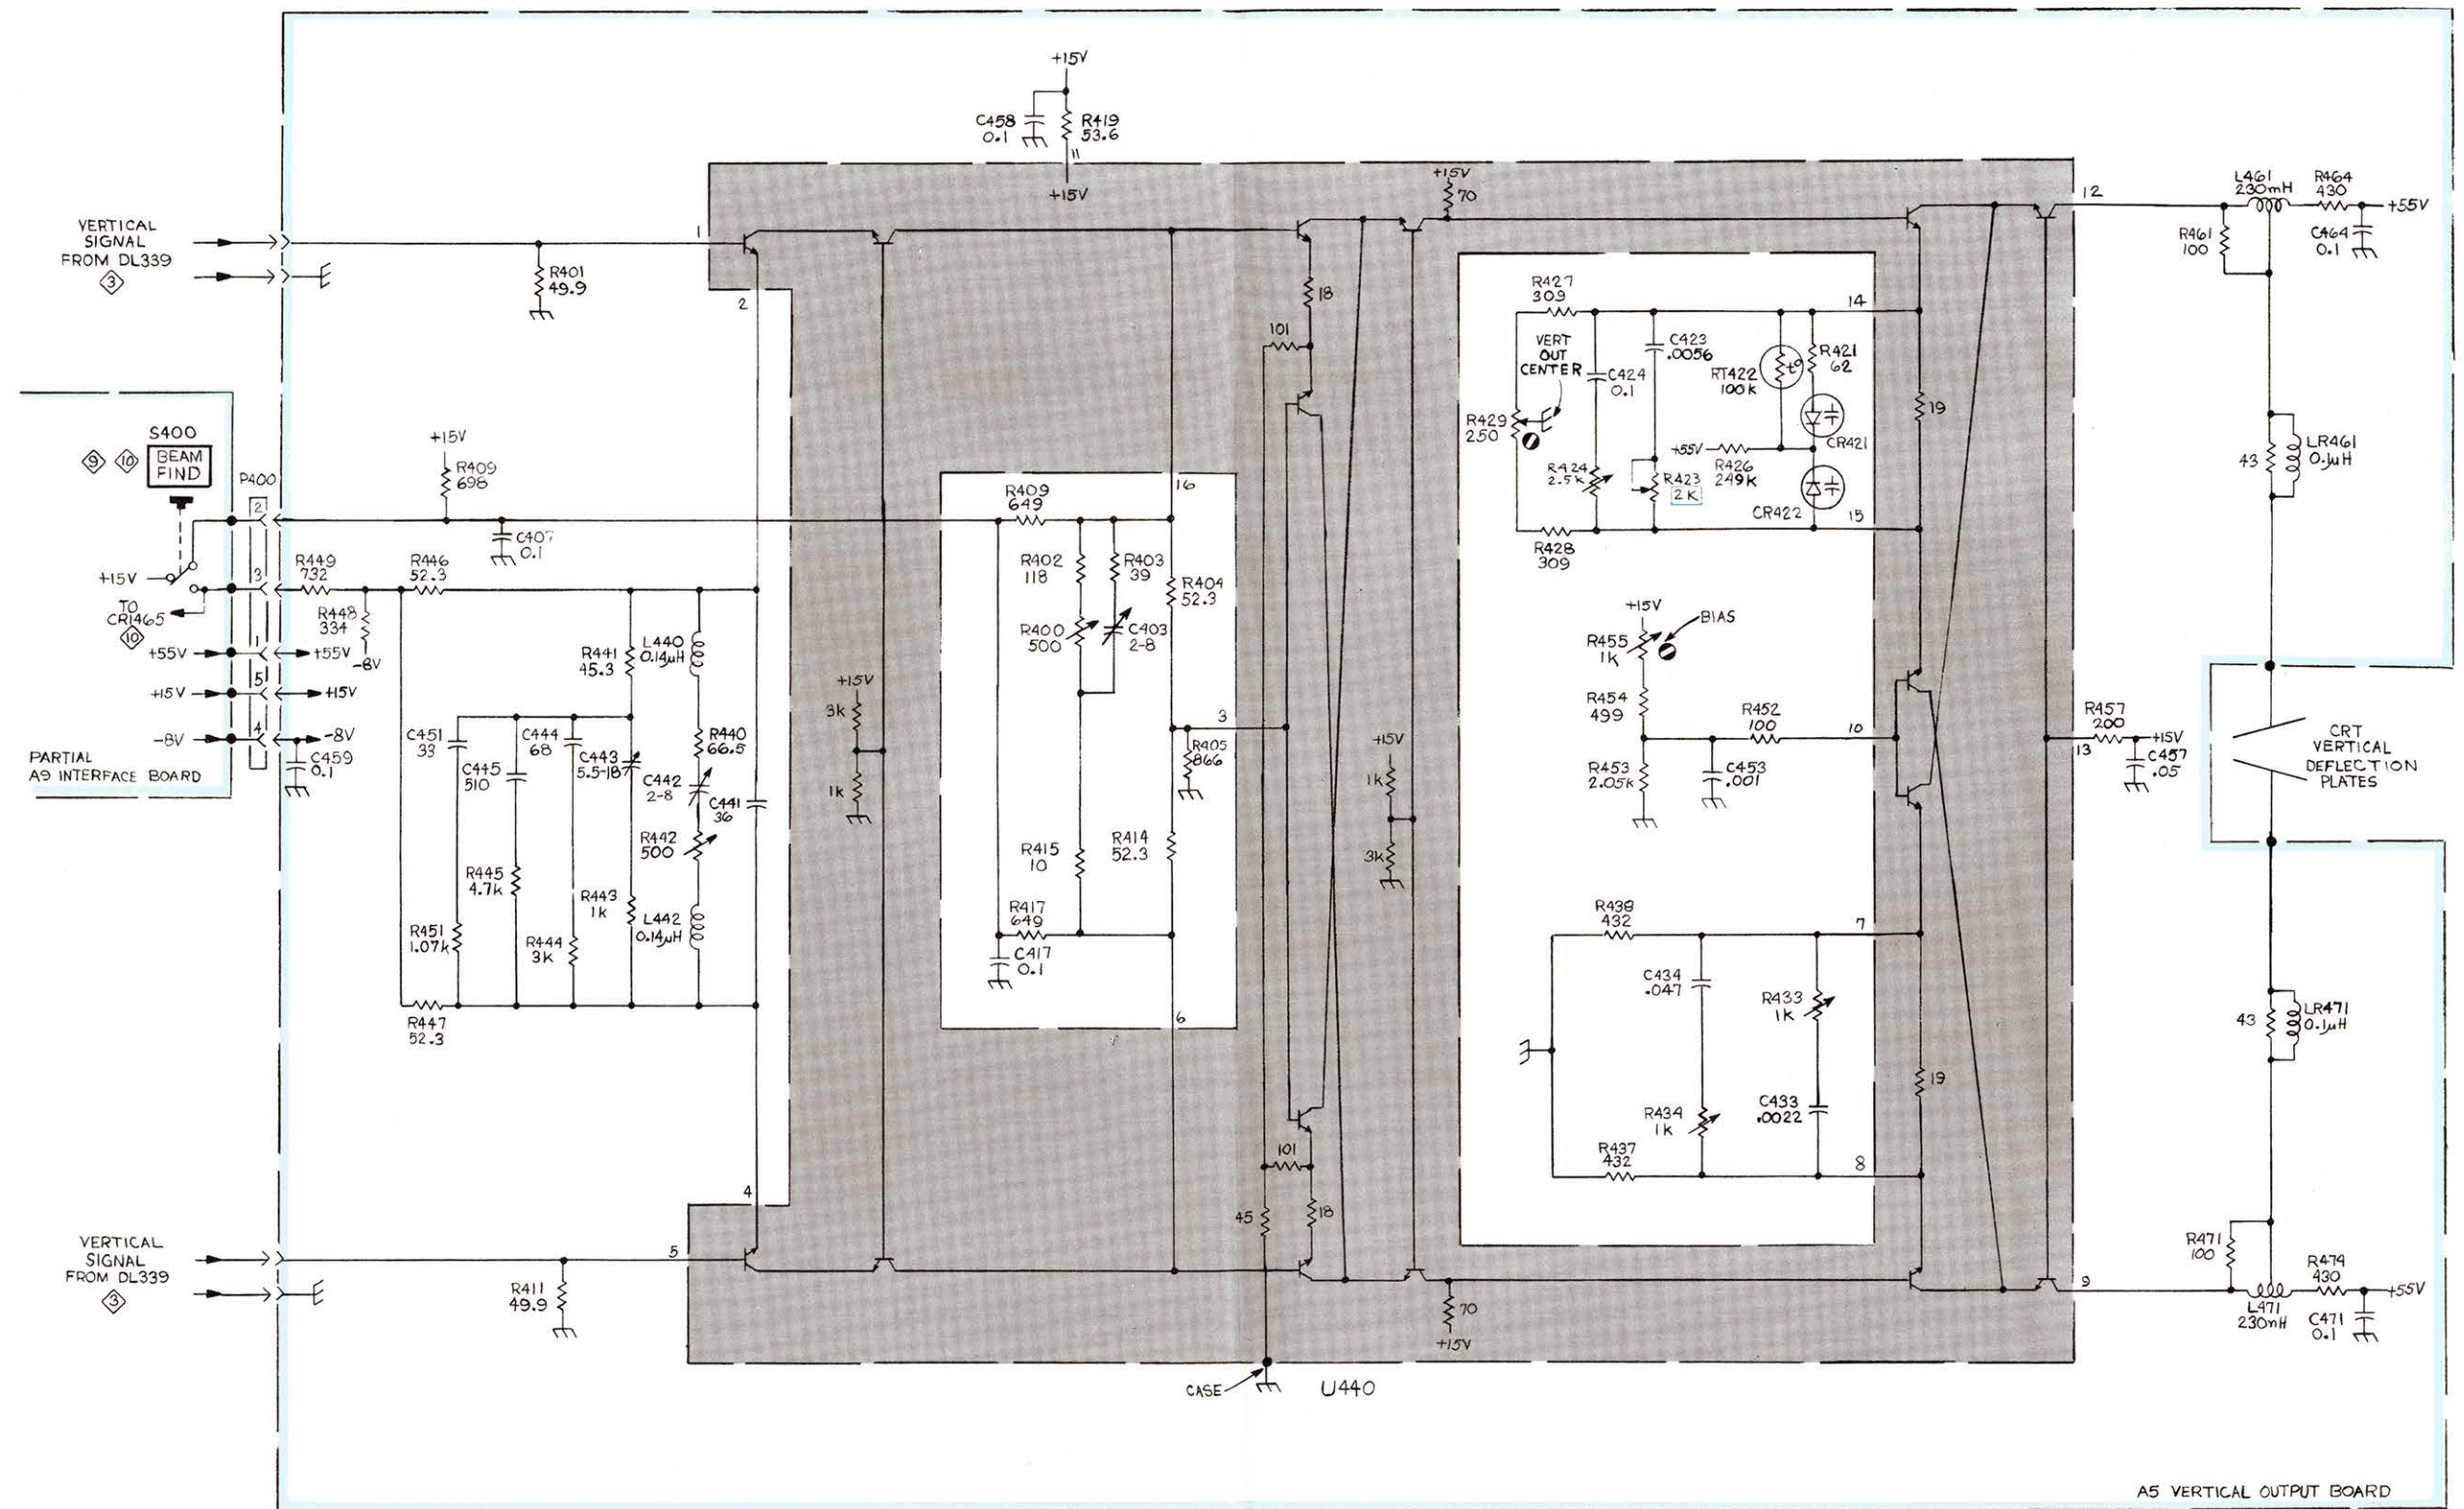 +15V
C458
0.1
R419
53.6
11
+15V
VERTICAL
SIGNAL
FROM DL339
3
R401
49.9
1
2
+15V
70
12
L461
230mH
R464
430
+55V
R461
100
C464
0.1
18
101
R427
309
14
VERT
OUT
CENTER
C423
.0056
C424
0.1
RT422
100K
t°
R421
62
19
R429
250
CR421
+55V
R426
249K
R424
2.5K
R423
2K
CR422
15
R428
309
LR461
0.1µH
43
S400
BEAM
FIND
9
10
P400
+15V
R409
698
2
C407
0.1
+15V
3
R449
732
R446
52.3
TO
CR1465
10
R448
334
-8V
1
+55V
+55V
5
+15V
+15V
4
-8V
-8V
C459
0.1
PARTIAL
A9 INTERFACE BOARD
R441
45.3
L440
0.14µH
C451
33
C445
510
C444
68
C443
5.5-18
R440
66.5
C442
2-8
C441
36
R442
500
R445
4.7K
R443
1K
L442
0.14µH
R451
1.07K
R444
3K
R447
52.3
+15V
3K
1K
R409
649
16
R402
118
R403
39
R404
52.3
R400
500
C403
2-8
3
R405
866
R415
10
R414
52.3
R417
649
C417
0.1
6
+15V
1K
3K
+15V
BIAS
R455
1K
R454
499
R452
100
10
R453
2.05K
C453
.001
R457
200
13
+15V
C457
.05
CRT
VERTICAL
DEFLECTION
PLATES
R438
432
7
C434
.047
R433
1K
R434
1K
C433
.0022
R437
432
8
19
43
LR471
0.1µH
101
45
18
4
VERTICAL
SIGNAL
FROM DL339
3
5
R411
49.9
70
+15V
9
R471
100
R474
430
+55V
L471
230nH
C471
0.1
CASE
U440
A5 VERTICAL OUTPUT BOARD